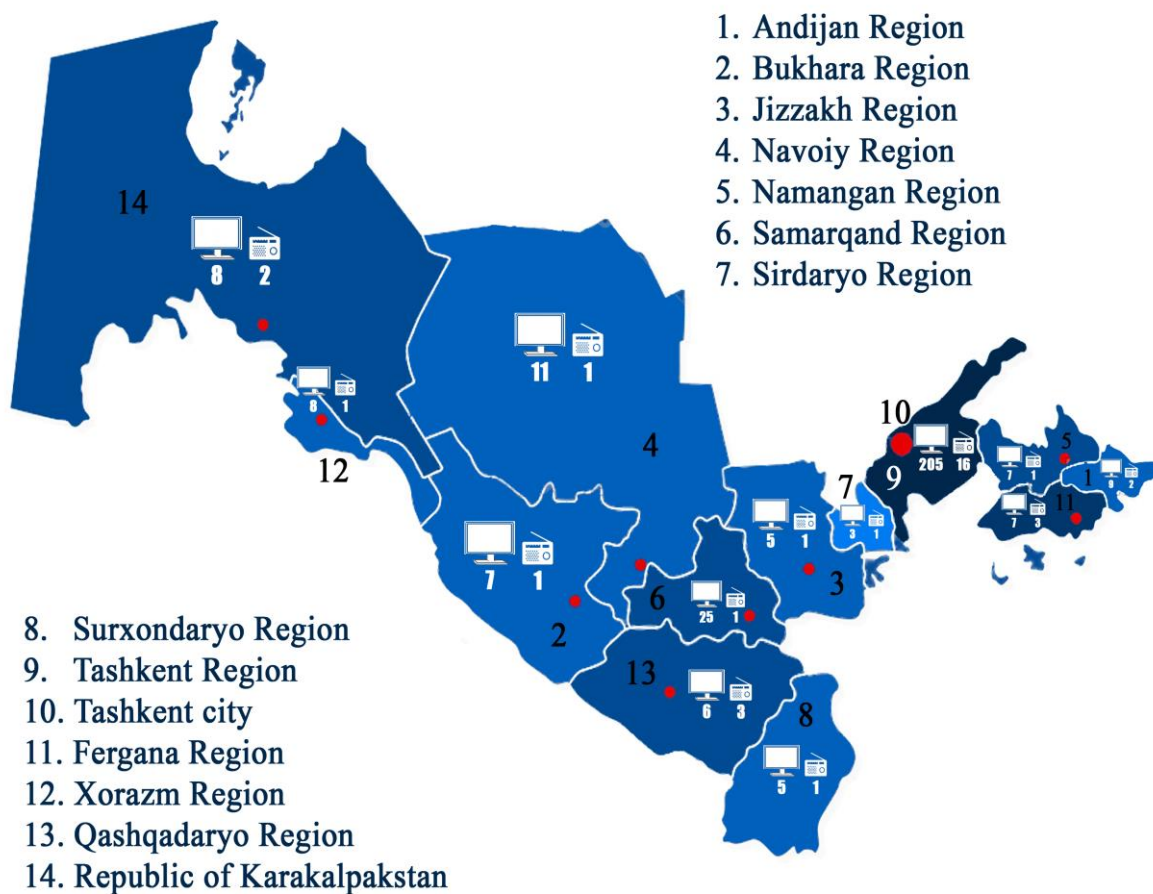 1. Andijan Region
2. Bukhara Region
3. Jizzakh Region
4. Navoiy Region
5. Namangan Region
6. Samarqand Region
7. Sirdaryo Region
14
8 2
11 1
8 1
12
4
10
9
205 16
5
7 1
1
9 2
11
7 3
7
3 1
5 1
3
7 1
2
6
25 1
13
6 3
8
5 1
8. Surxondaryo Region
9. Tashkent Region
10. Tashkent city
11. Fergana Region
12. Xorazm Region
13. Qashqadaryo Region
14. Republic of Karakalpakstan